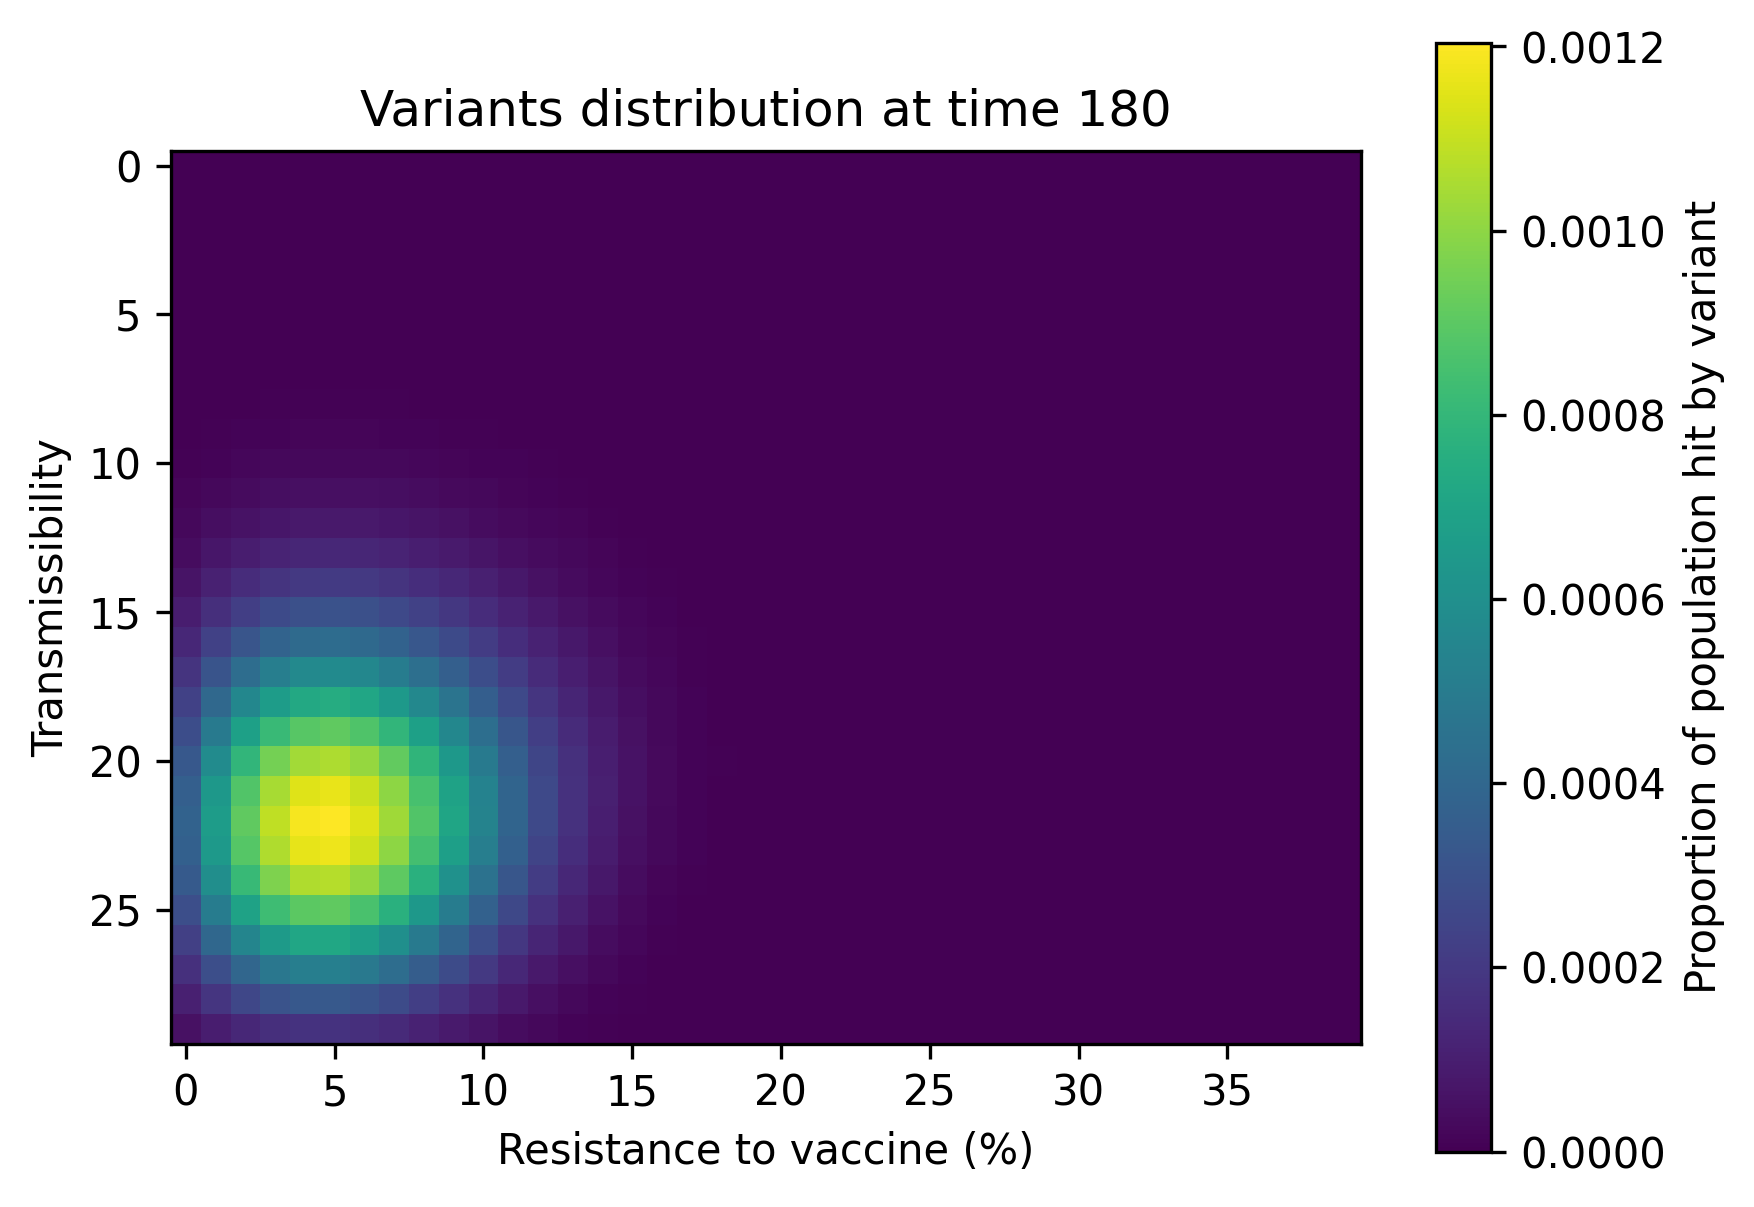 Variants distribution at time 180
Transmissibility
0
5
10
15
20
25
0 5 10 15 20 25 30 35
Resistance to vaccine (%)
0.0012
0.0010
0.0008
0.0006
0.0004
0.0002
0.0000
Proportion of population hit by variant